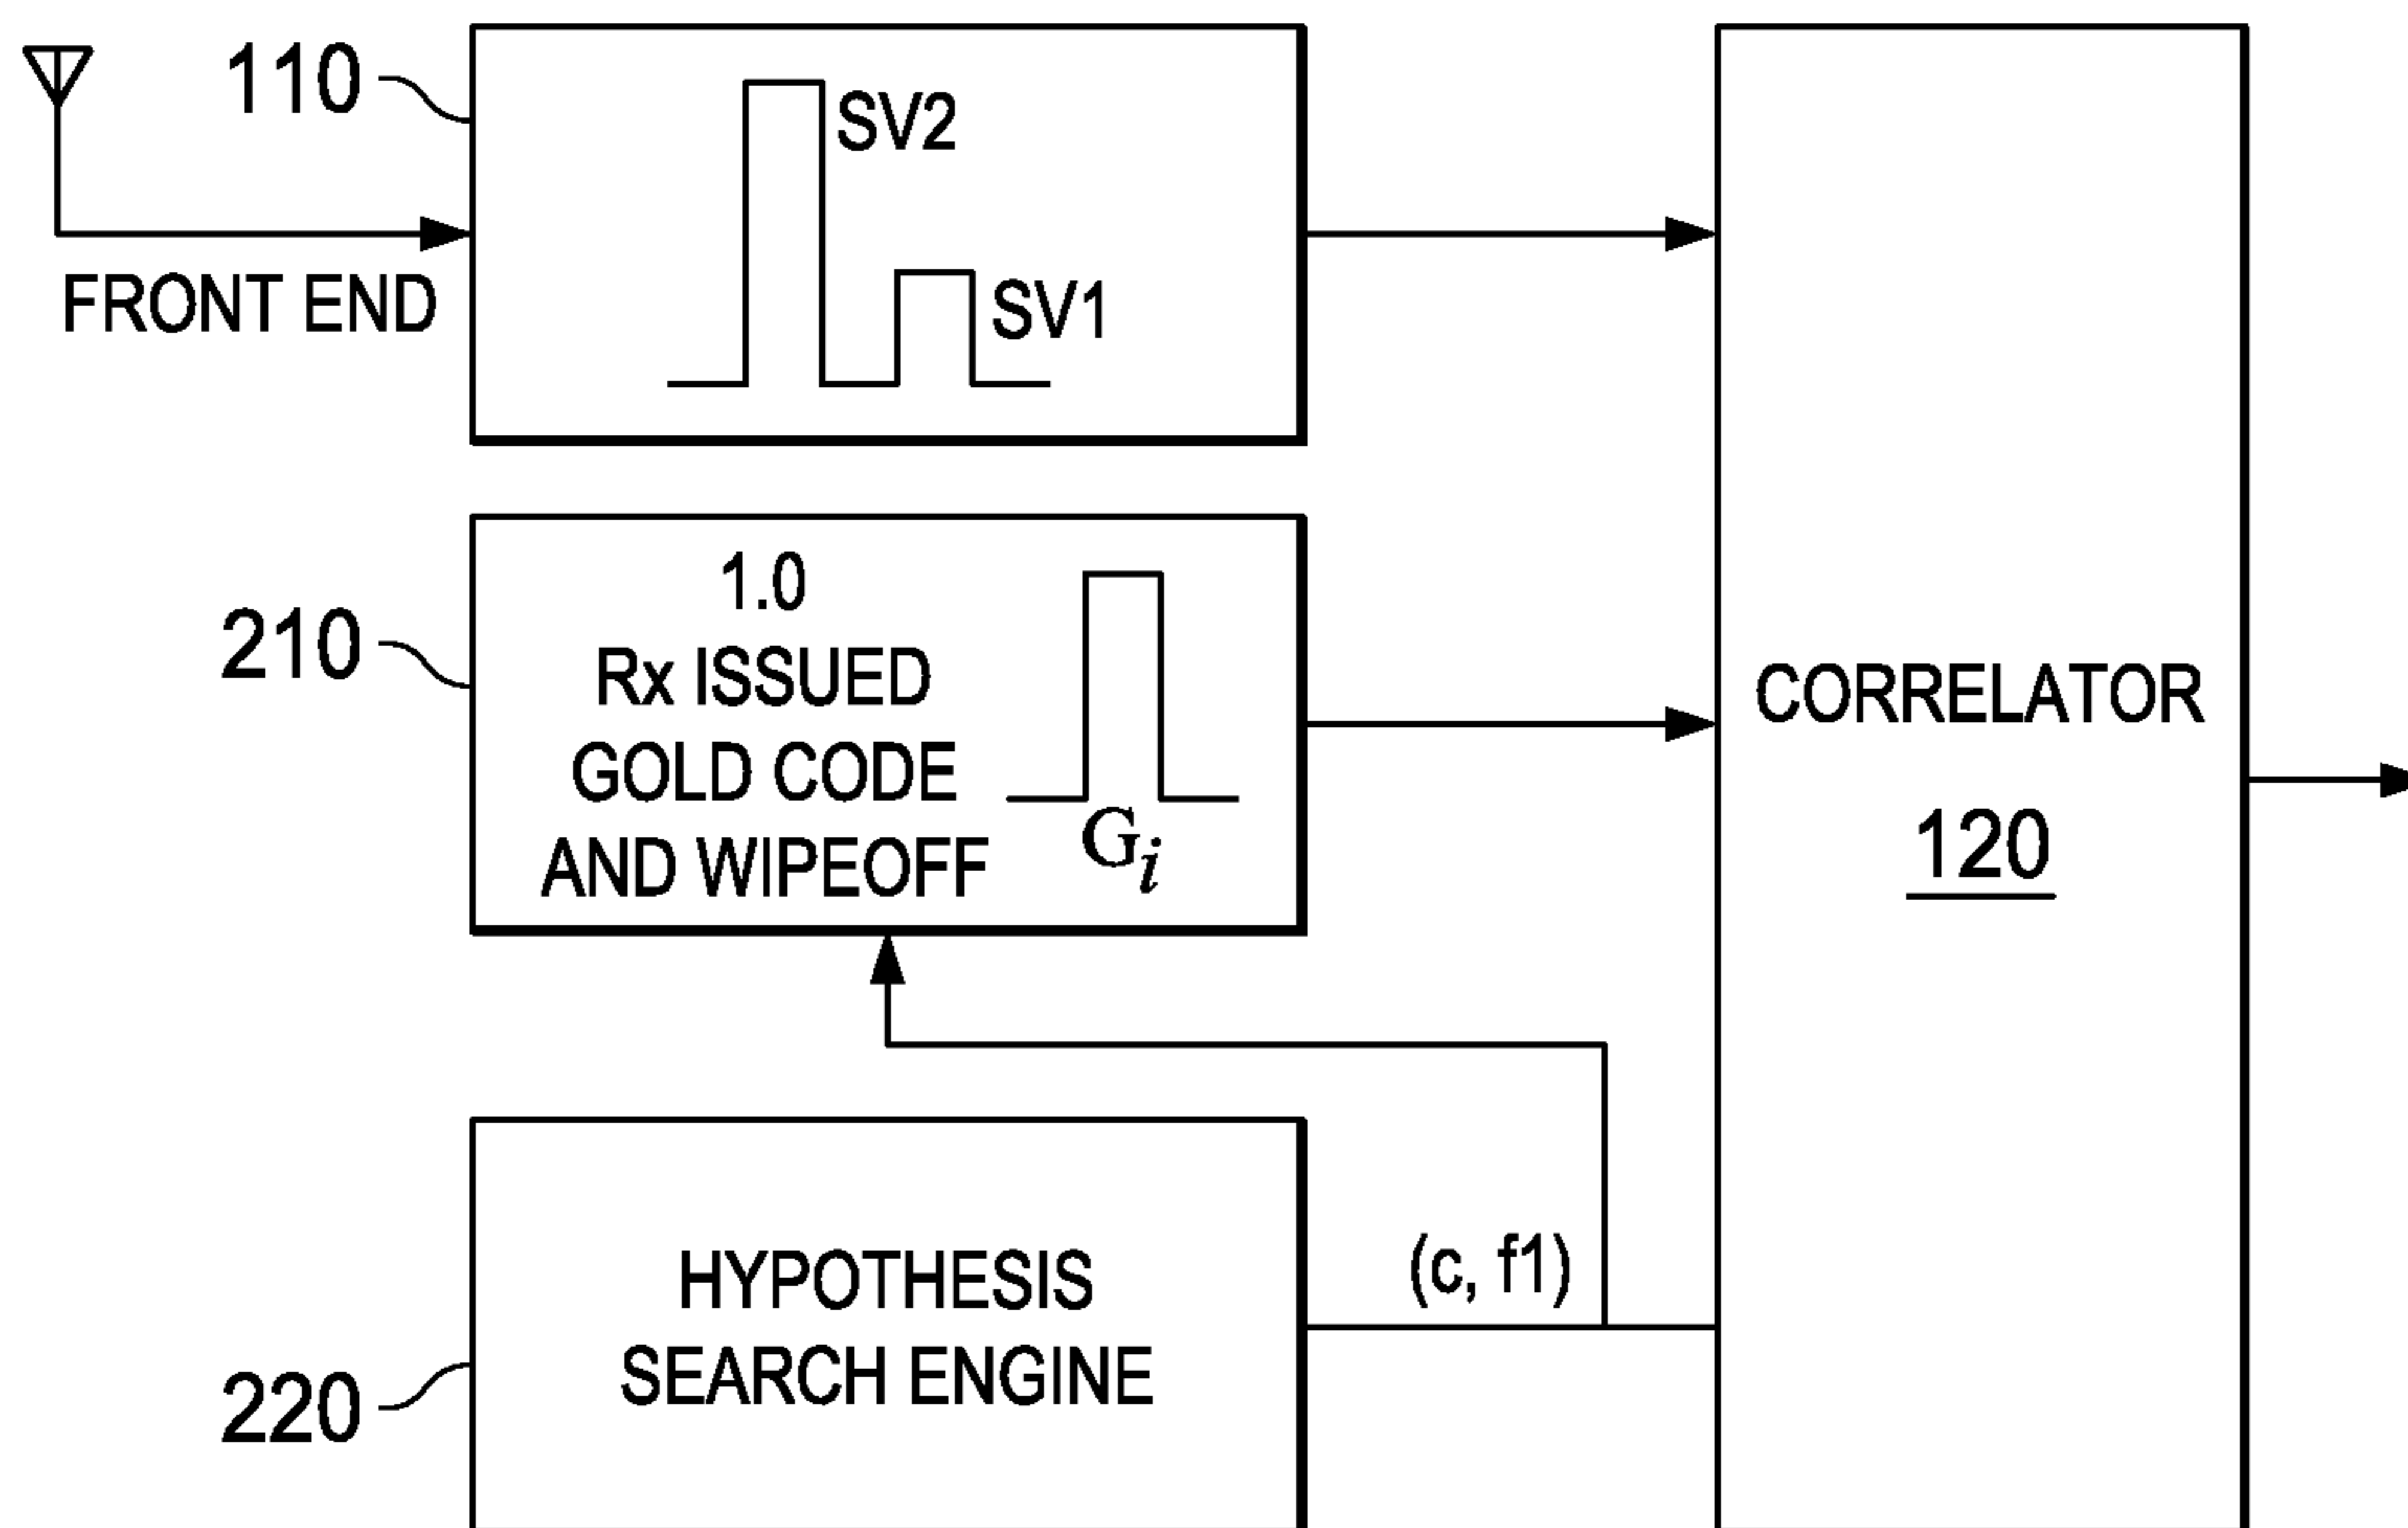 110
SV2
SV1
FRONT END
210
1.0
Rx ISSUED
GOLD CODE
AND WIPEOFF
Gi
CORRELATOR
120
(c, f1)
220
HYPOTHESIS
SEARCH ENGINE